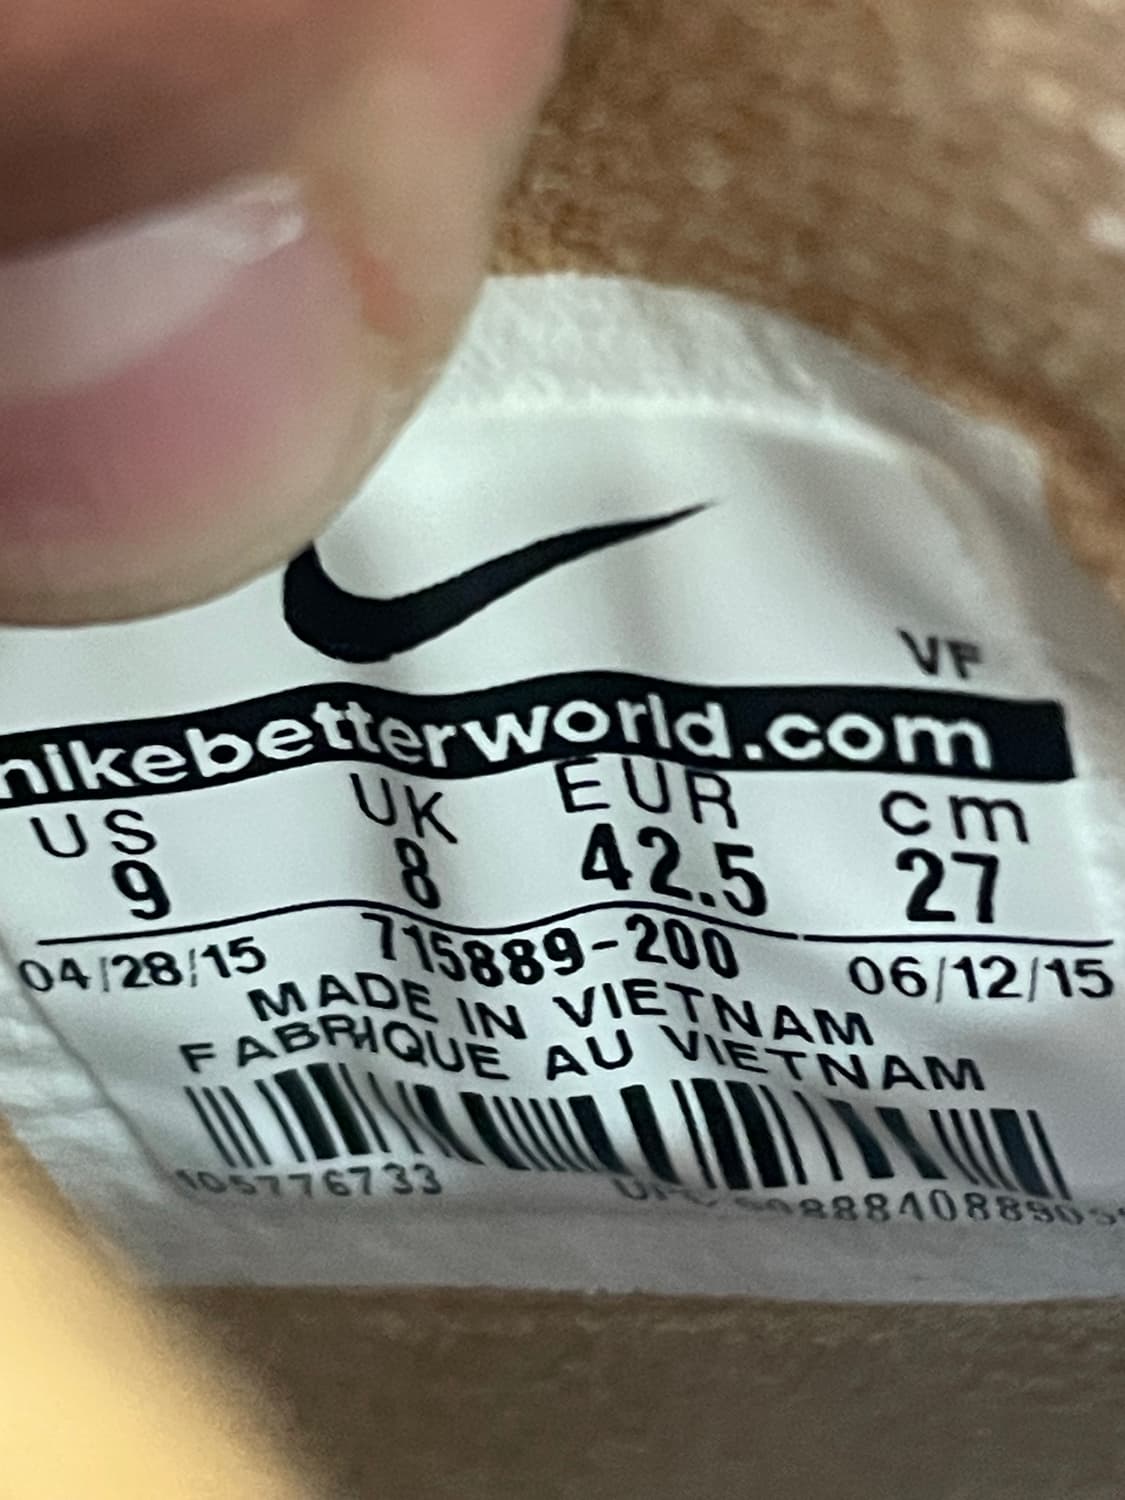 VF
nikebetterworld.com
US UK EUR cm
9 8 42.5 27
04/28/15 715889-200 06/12/15
MADE IN VIETNAM
FABRIQUE AU VIETNAM
105776733